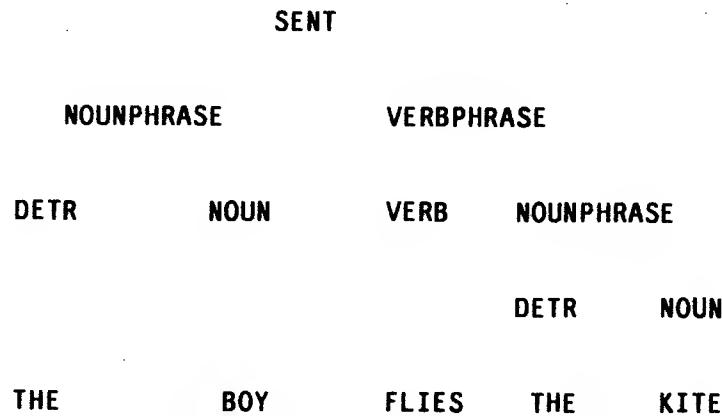 SENT
NOUNPHRASE VERBPHRASE
DETR NOUN VERB NOUNPHRASE
DETR NOUN
THE BOY FLIES THE KITE